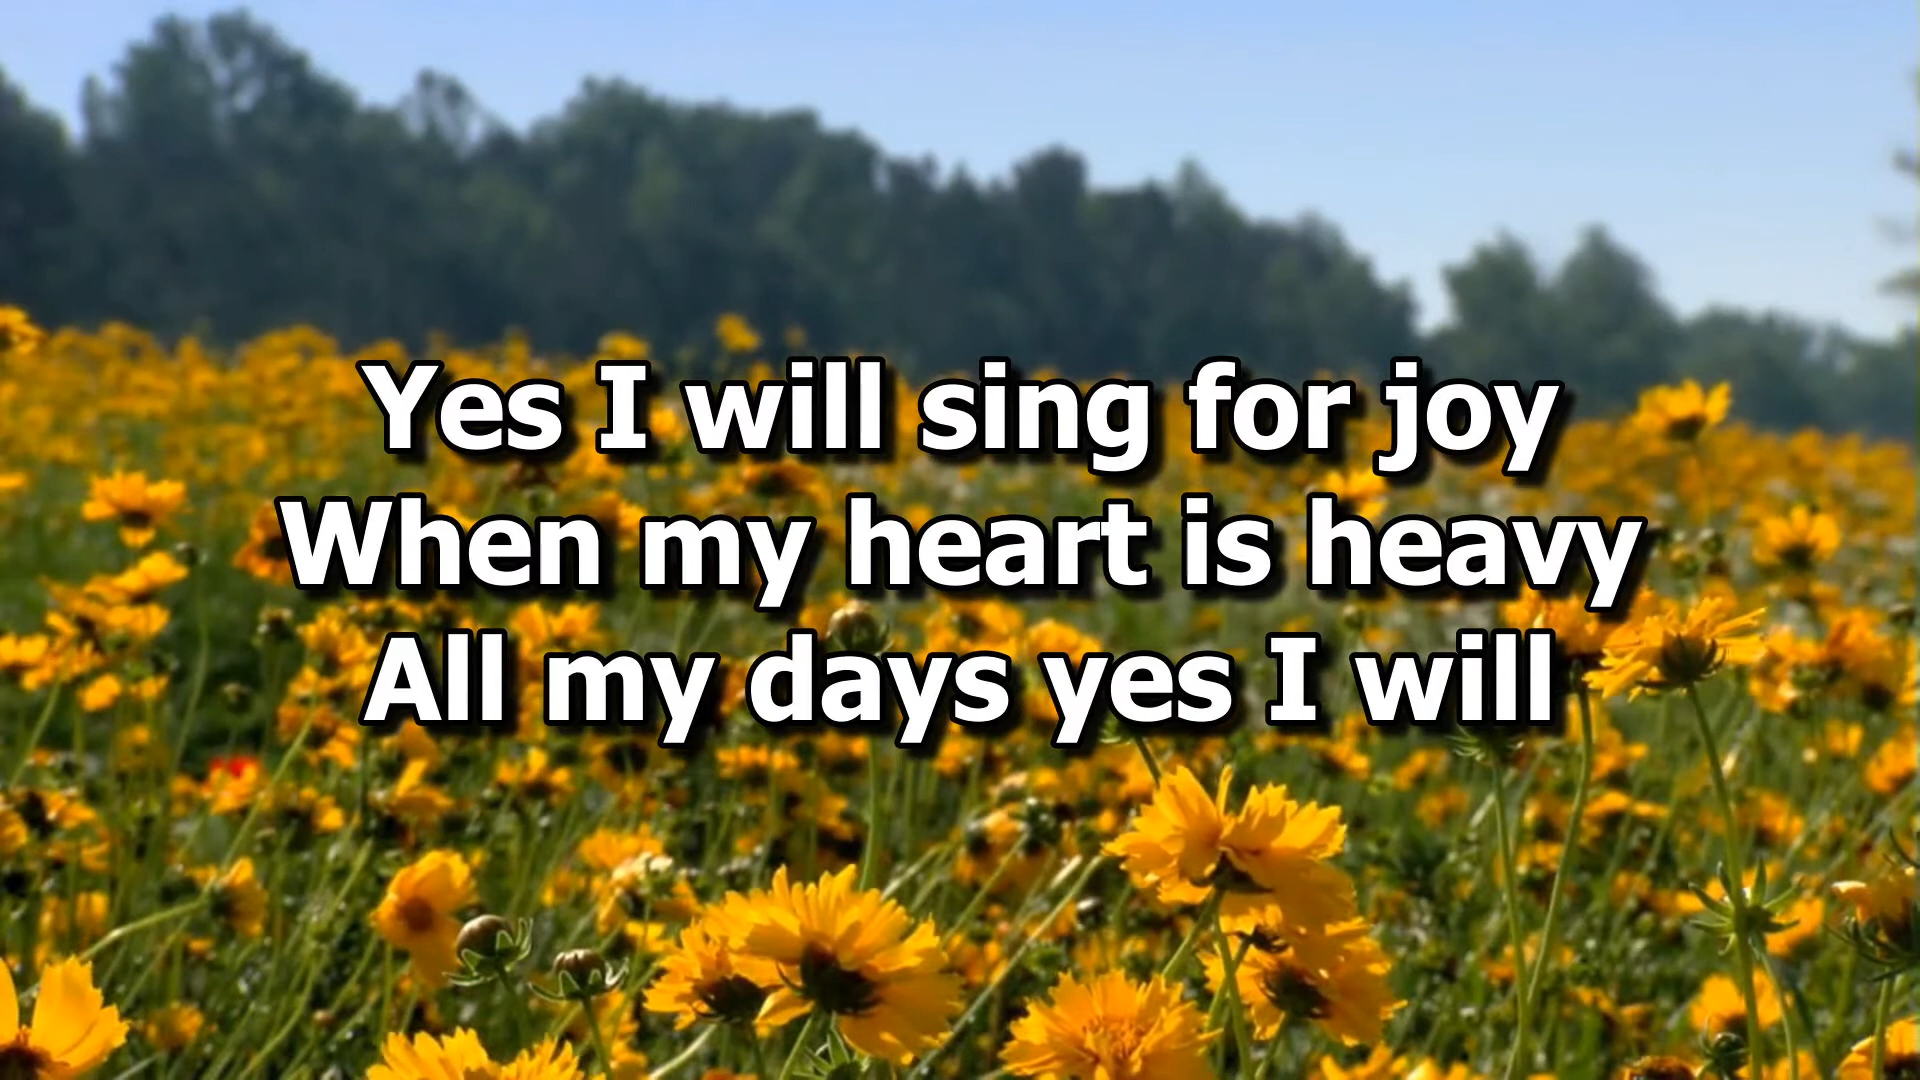 Yes I will sing for joy
When my heart is heavy
All my days yes I will